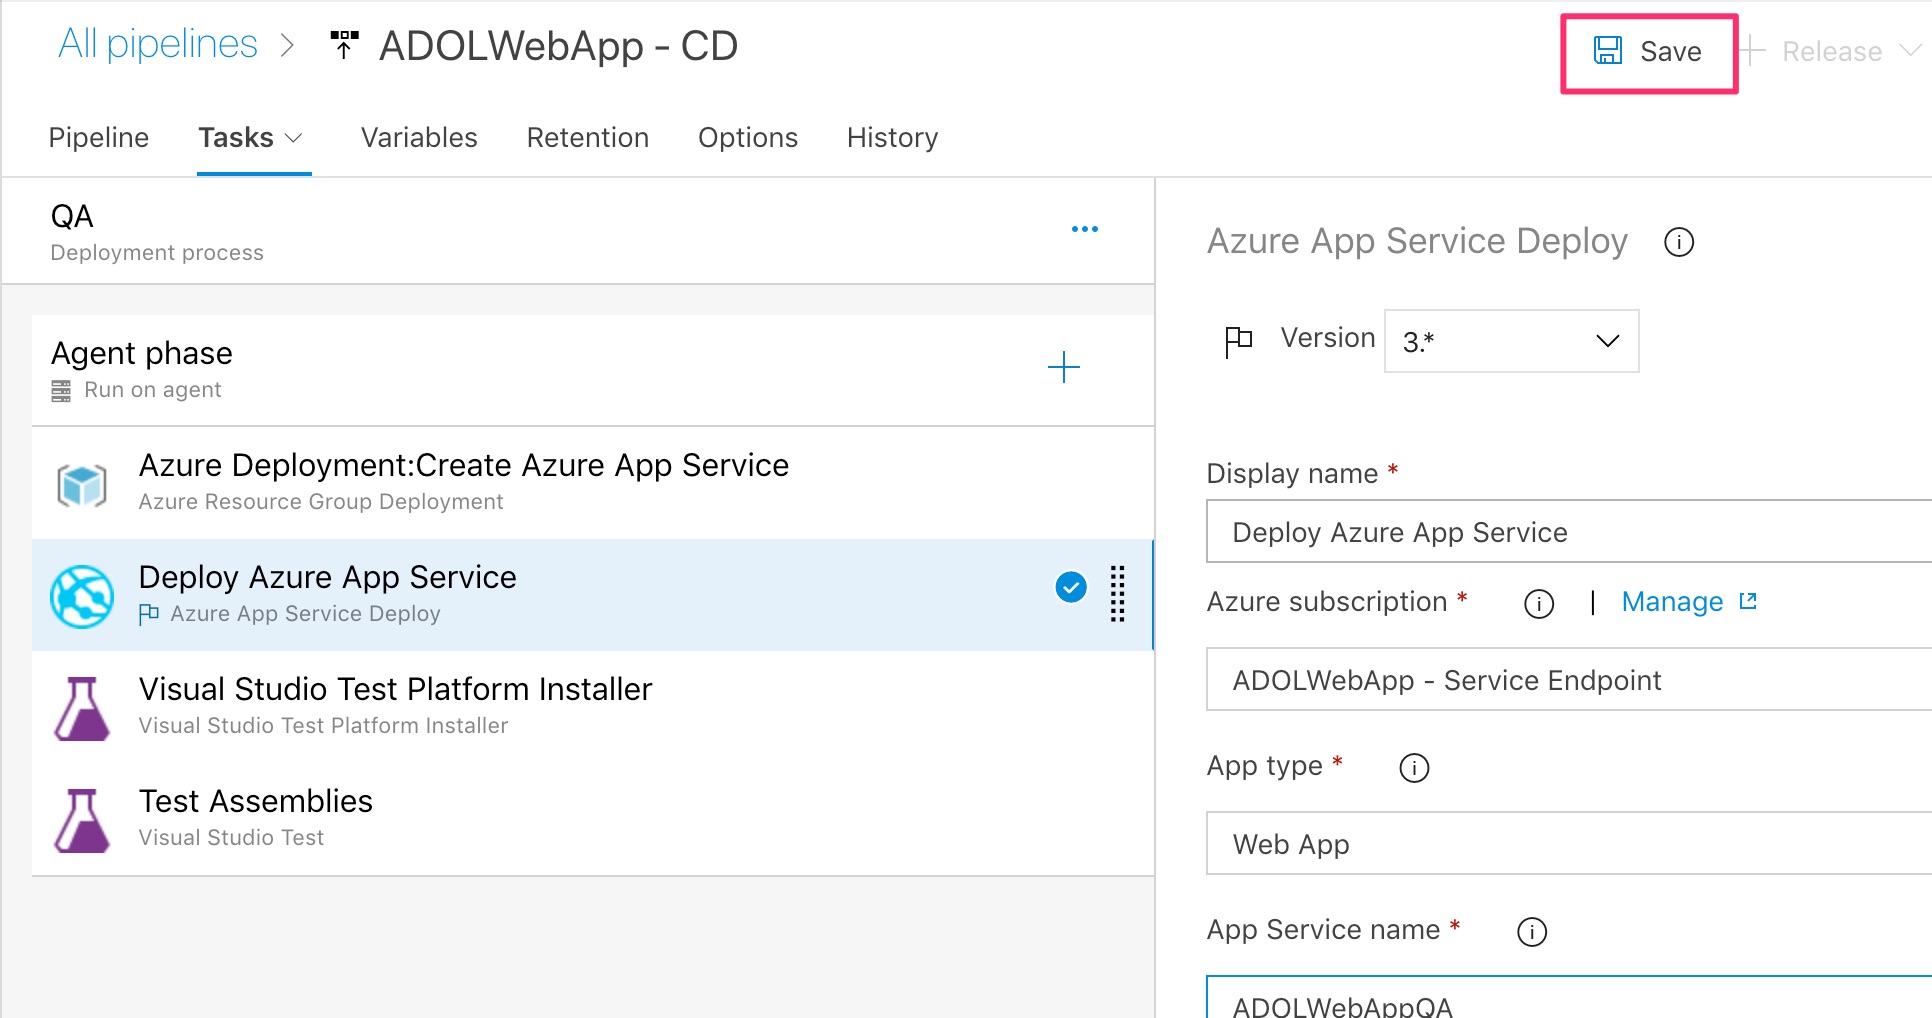 All pipelines > ADOLWebApp - CD
Save
Release
Pipeline Tasks Variables Retention Options History
QA
Deployment process
Agent phase
Run on agent
Azure Deployment:Create Azure App Service
Azure Resource Group Deployment
Deploy Azure App Service
Azure App Service Deploy
Visual Studio Test Platform Installer
Visual Studio Test Platform Installer
Test Assemblies
Visual Studio Test
Azure App Service Deploy
Version 3.*
Display name *
Deploy Azure App Service
Azure subscription * | Manage
ADOLWebApp - Service Endpoint
App type *
Web App
App Service name *
ADOLWebAppQA